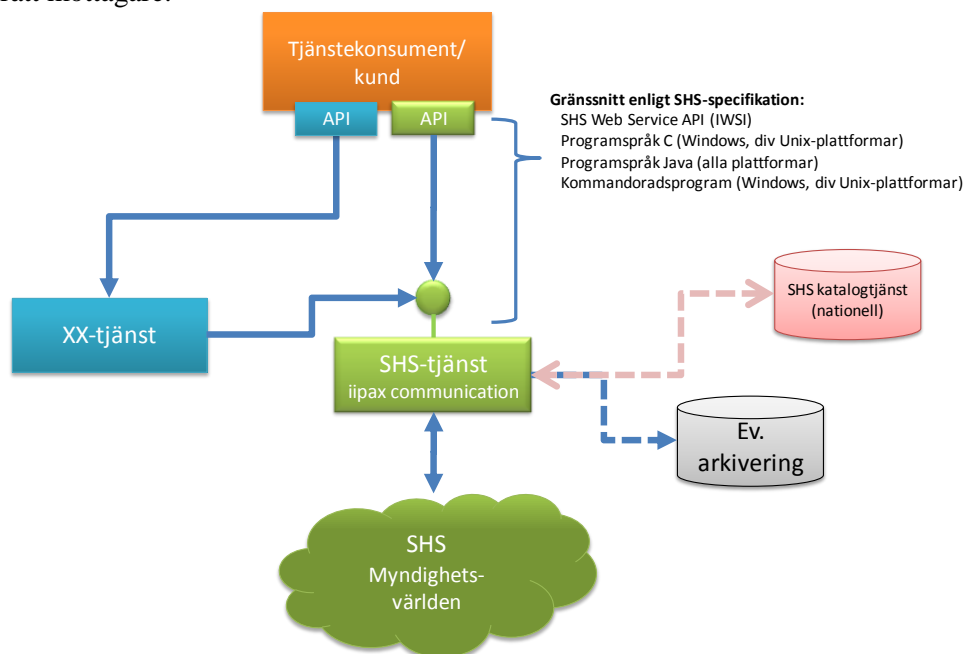 rätt mottagare.
Tjänstekonsument/
kund
API
API
Gränssnitt enligt SHS-specifikation:
SHS Web Service API (IWSI)
Programspråk C (Windows, div Unix-plattformar)
Programspråk Java (alla plattformar)
Kommandoradsprogram (Windows, div Unix-plattformar)
SHS katalogtjänst
(nationell)
XX-tjänst
SHS-tjänst
iipax communication
Ev.
arkivering
SHS
Myndighets-
världen